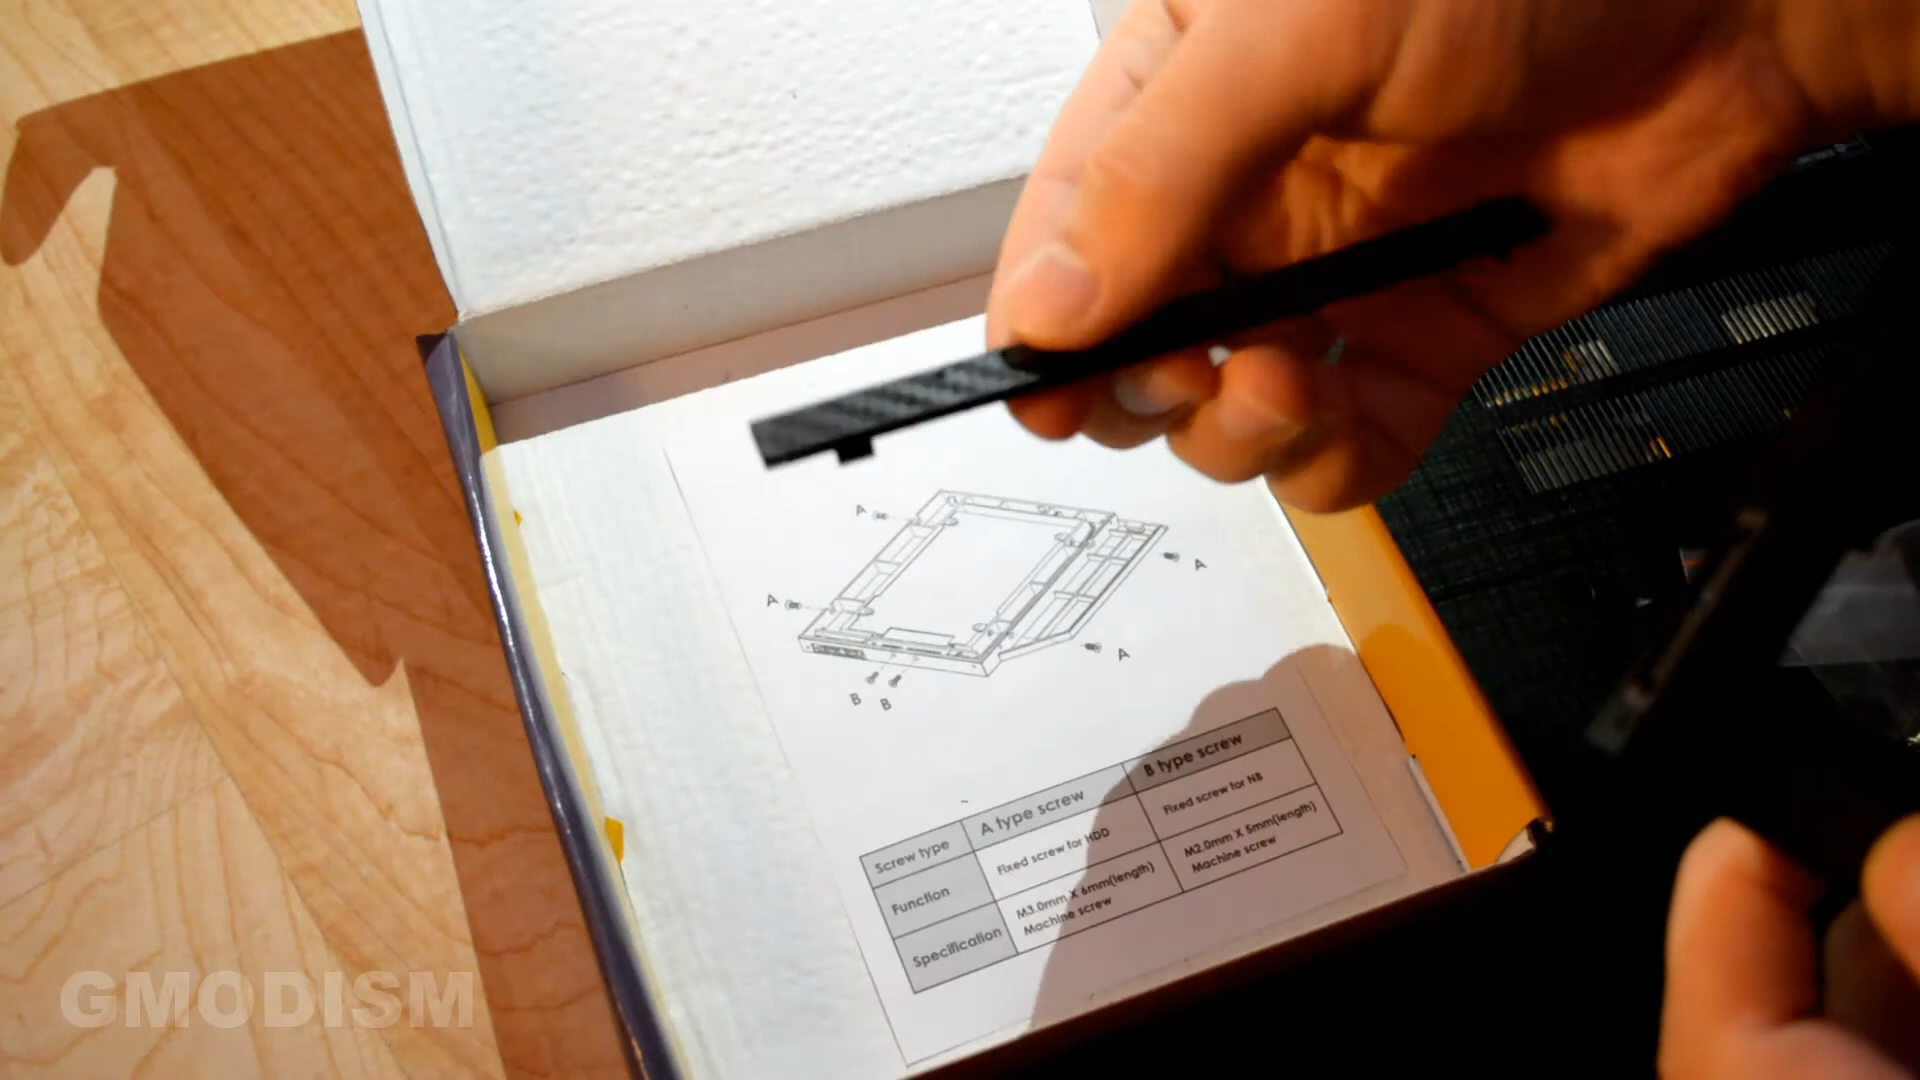 A
A
A
A
B
B
Screw type
A type screw
B type screw
Function
Fixed screw for HDD
Fixed screw for NB
Specification
M3.0mm X 6mm(length)
Machine screw
M2.0mm X 5mm(length)
Machine screw
GMODISM